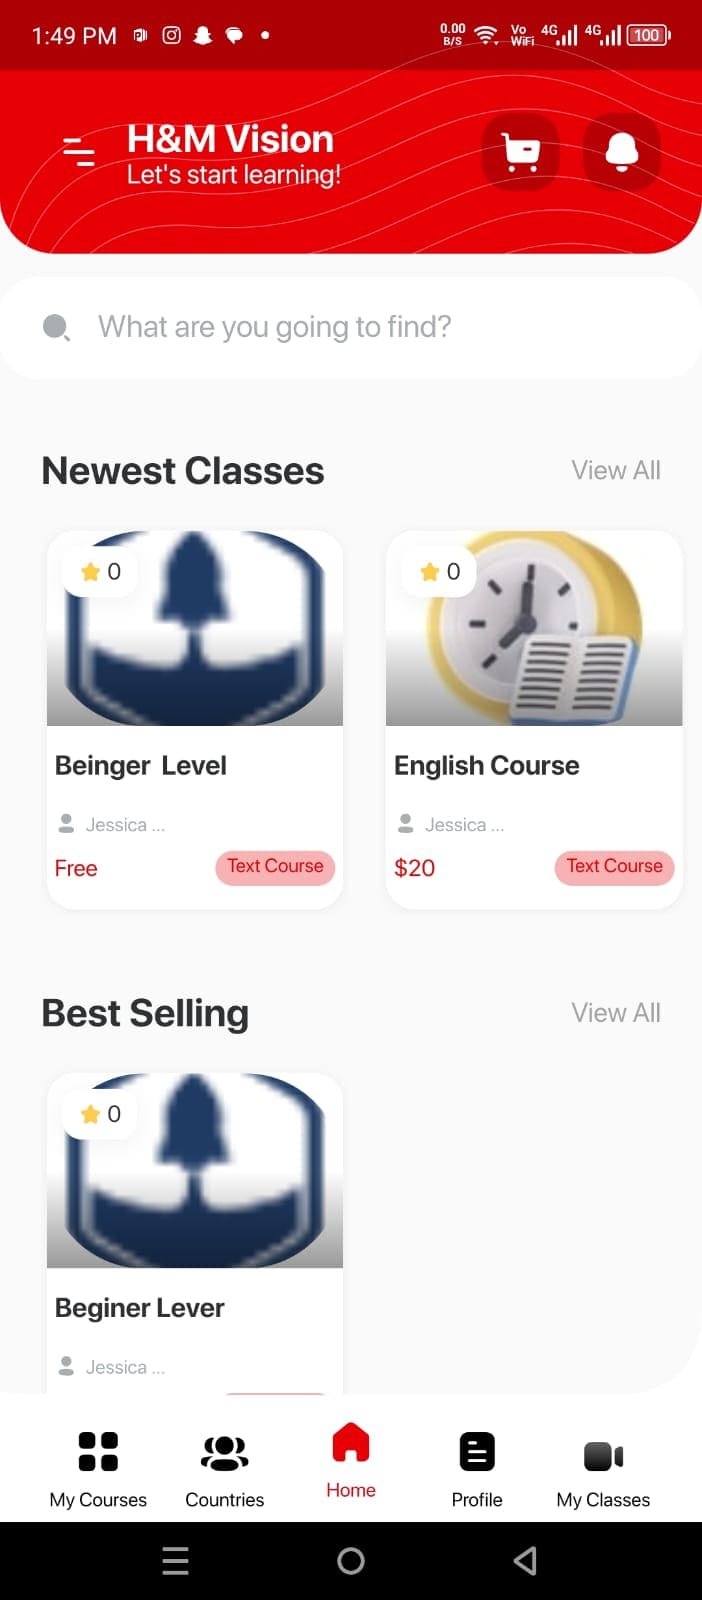 1:49 PM
0.00 B/S
Vo WiFi
4G
4G
100
H&M Vision
Let's start learning!
What are you going to find?
Newest Classes
View All
0
0
Beinger Level
English Course
Jessica ...
Jessica ...
Free
Text Course
$20
Text Course
Best Selling
View All
0
Beginer Lever
Jessica ...
My Courses
Countries
Home
Profile
My Classes